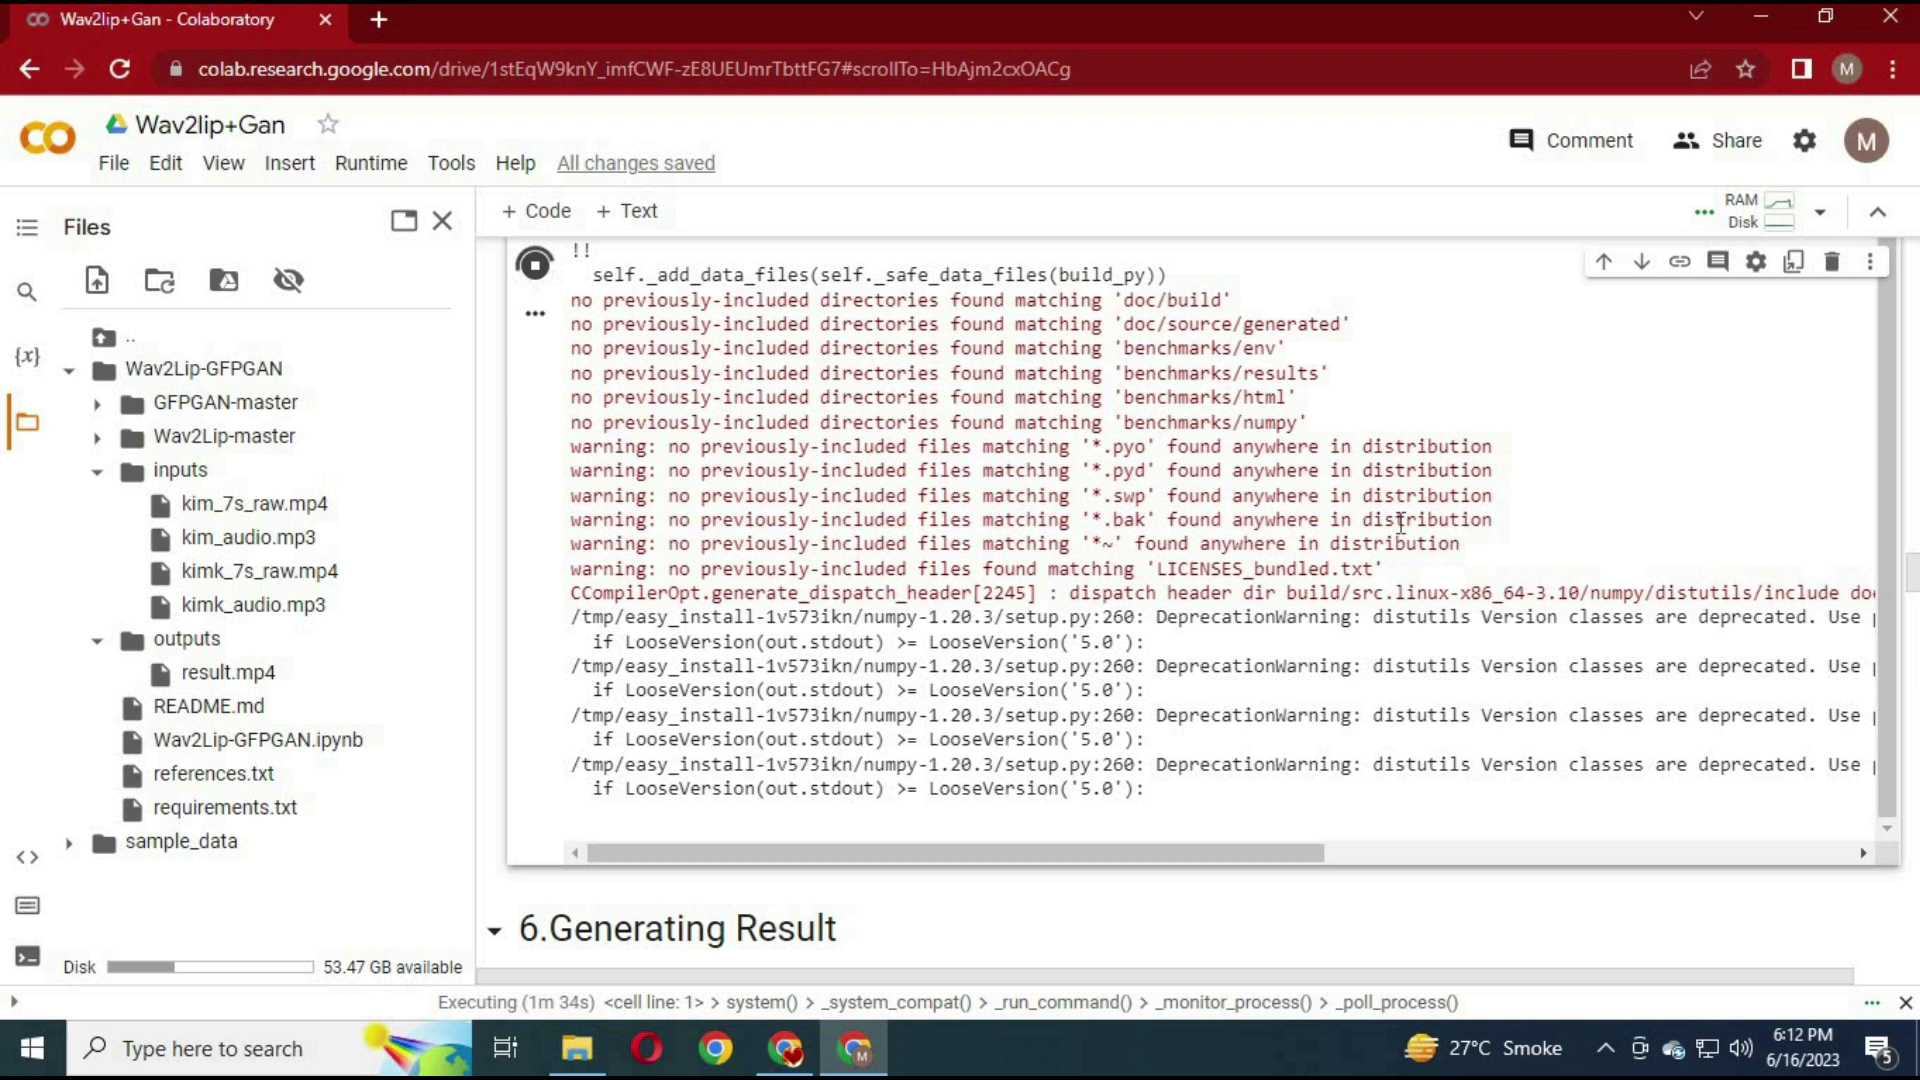 Wav2lip+Gan - Colaboratory
colab.research.google.com/drive/1stEqW9knY_imfCWF-zE8UEUmrTbttFG7#scrollTo=HbAjm2cxOACg
M
Wav2lip+Gan
File Edit View Insert Runtime Tools Help All changes saved
Comment Share M
Files
+ Code + Text
RAM
Disk
..
Wav2Lip-GFPGAN
GFPGAN-master
Wav2Lip-master
inputs
kim_7s_raw.mp4
kim_audio.mp3
kimk_7s_raw.mp4
kimk_audio.mp3
outputs
result.mp4
README.md
Wav2Lip-GFPGAN.ipynb
references.txt
requirements.txt
sample_data
Disk 53.47 GB available
!!
self._add_data_files(self._safe_data_files(build_py))
no previously-included directories found matching 'doc/build'
no previously-included directories found matching 'doc/source/generated'
no previously-included directories found matching 'benchmarks/env'
no previously-included directories found matching 'benchmarks/results'
no previously-included directories found matching 'benchmarks/html'
no previously-included directories found matching 'benchmarks/numpy'
warning: no previously-included files matching '*.pyo' found anywhere in distribution
warning: no previously-included files matching '*.pyd' found anywhere in distribution
warning: no previously-included files matching '*.swp' found anywhere in distribution
warning: no previously-included files matching '*.bak' found anywhere in distribution
warning: no previously-included files matching '*~' found anywhere in distribution
warning: no previously-included files found matching 'LICENSES_bundled.txt'
CCompilerOpt.generate_dispatch_header[2245] : dispatch header dir build/src.linux-x86_64-3.10/numpy/distutils/include do
/tmp/easy_install-1v573ikn/numpy-1.20.3/setup.py:260: DeprecationWarning: distutils Version classes are deprecated. Use
if LooseVersion(out.stdout) >= LooseVersion('5.0'):
/tmp/easy_install-1v573ikn/numpy-1.20.3/setup.py:260: DeprecationWarning: distutils Version classes are deprecated. Use
if LooseVersion(out.stdout) >= LooseVersion('5.0'):
/tmp/easy_install-1v573ikn/numpy-1.20.3/setup.py:260: DeprecationWarning: distutils Version classes are deprecated. Use
if LooseVersion(out.stdout) >= LooseVersion('5.0'):
/tmp/easy_install-1v573ikn/numpy-1.20.3/setup.py:260: DeprecationWarning: distutils Version classes are deprecated. Use
if LooseVersion(out.stdout) >= LooseVersion('5.0'):
6.Generating Result
Executing (1m 34s) <cell line: 1> > system() > _system_compat() > _run_command() > _monitor_process() > _poll_process()
Type here to search
27°C Smoke
6:12 PM
6/16/2023
5